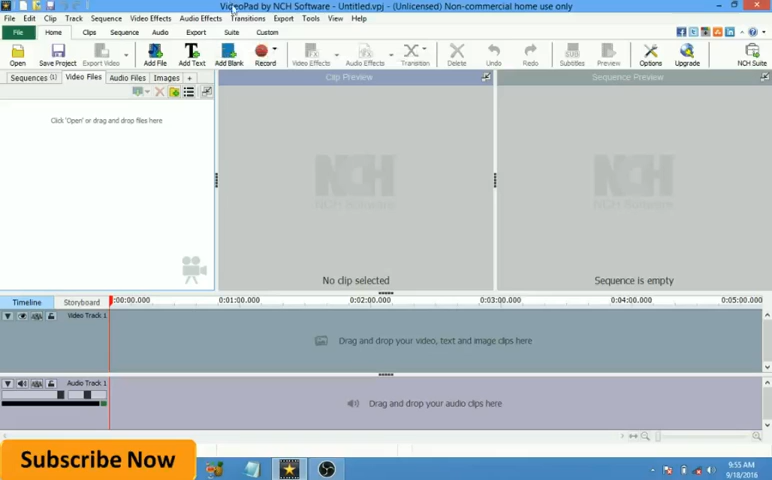 VideoPad by NCH Software - Untitled.vpj - (Unlicensed) Non-commercial home use only
File Edit Clip Track Sequence Video Effects Audio Effects Transitions Export Tools View Help
File Home Clips Sequence Audio Export Suite Custom
Open Save Project Export Video Add File Add Text Add Blank Record Video Effects Audio Effects Transition Delete Undo Redo Subtitles Preview Options Upgrade NCH Suite
Sequences (1) Video Files Audio Files Images +
Clip Preview
Sequence Preview
Click 'Open' or drag and drop files here
NCH
NCH
No clip selected
Sequence is empty
Timeline Storyboard
:00:00.000 0:01:00.000 0:02:00.000 0:03:00.000 0:04:00.000 0:05:00.000
Video Track 1
Drag and drop your video, text and image clips here
Audio Track 1
Drag and drop your audio clips here
Subscribe Now
9:55 AM
9/18/2016